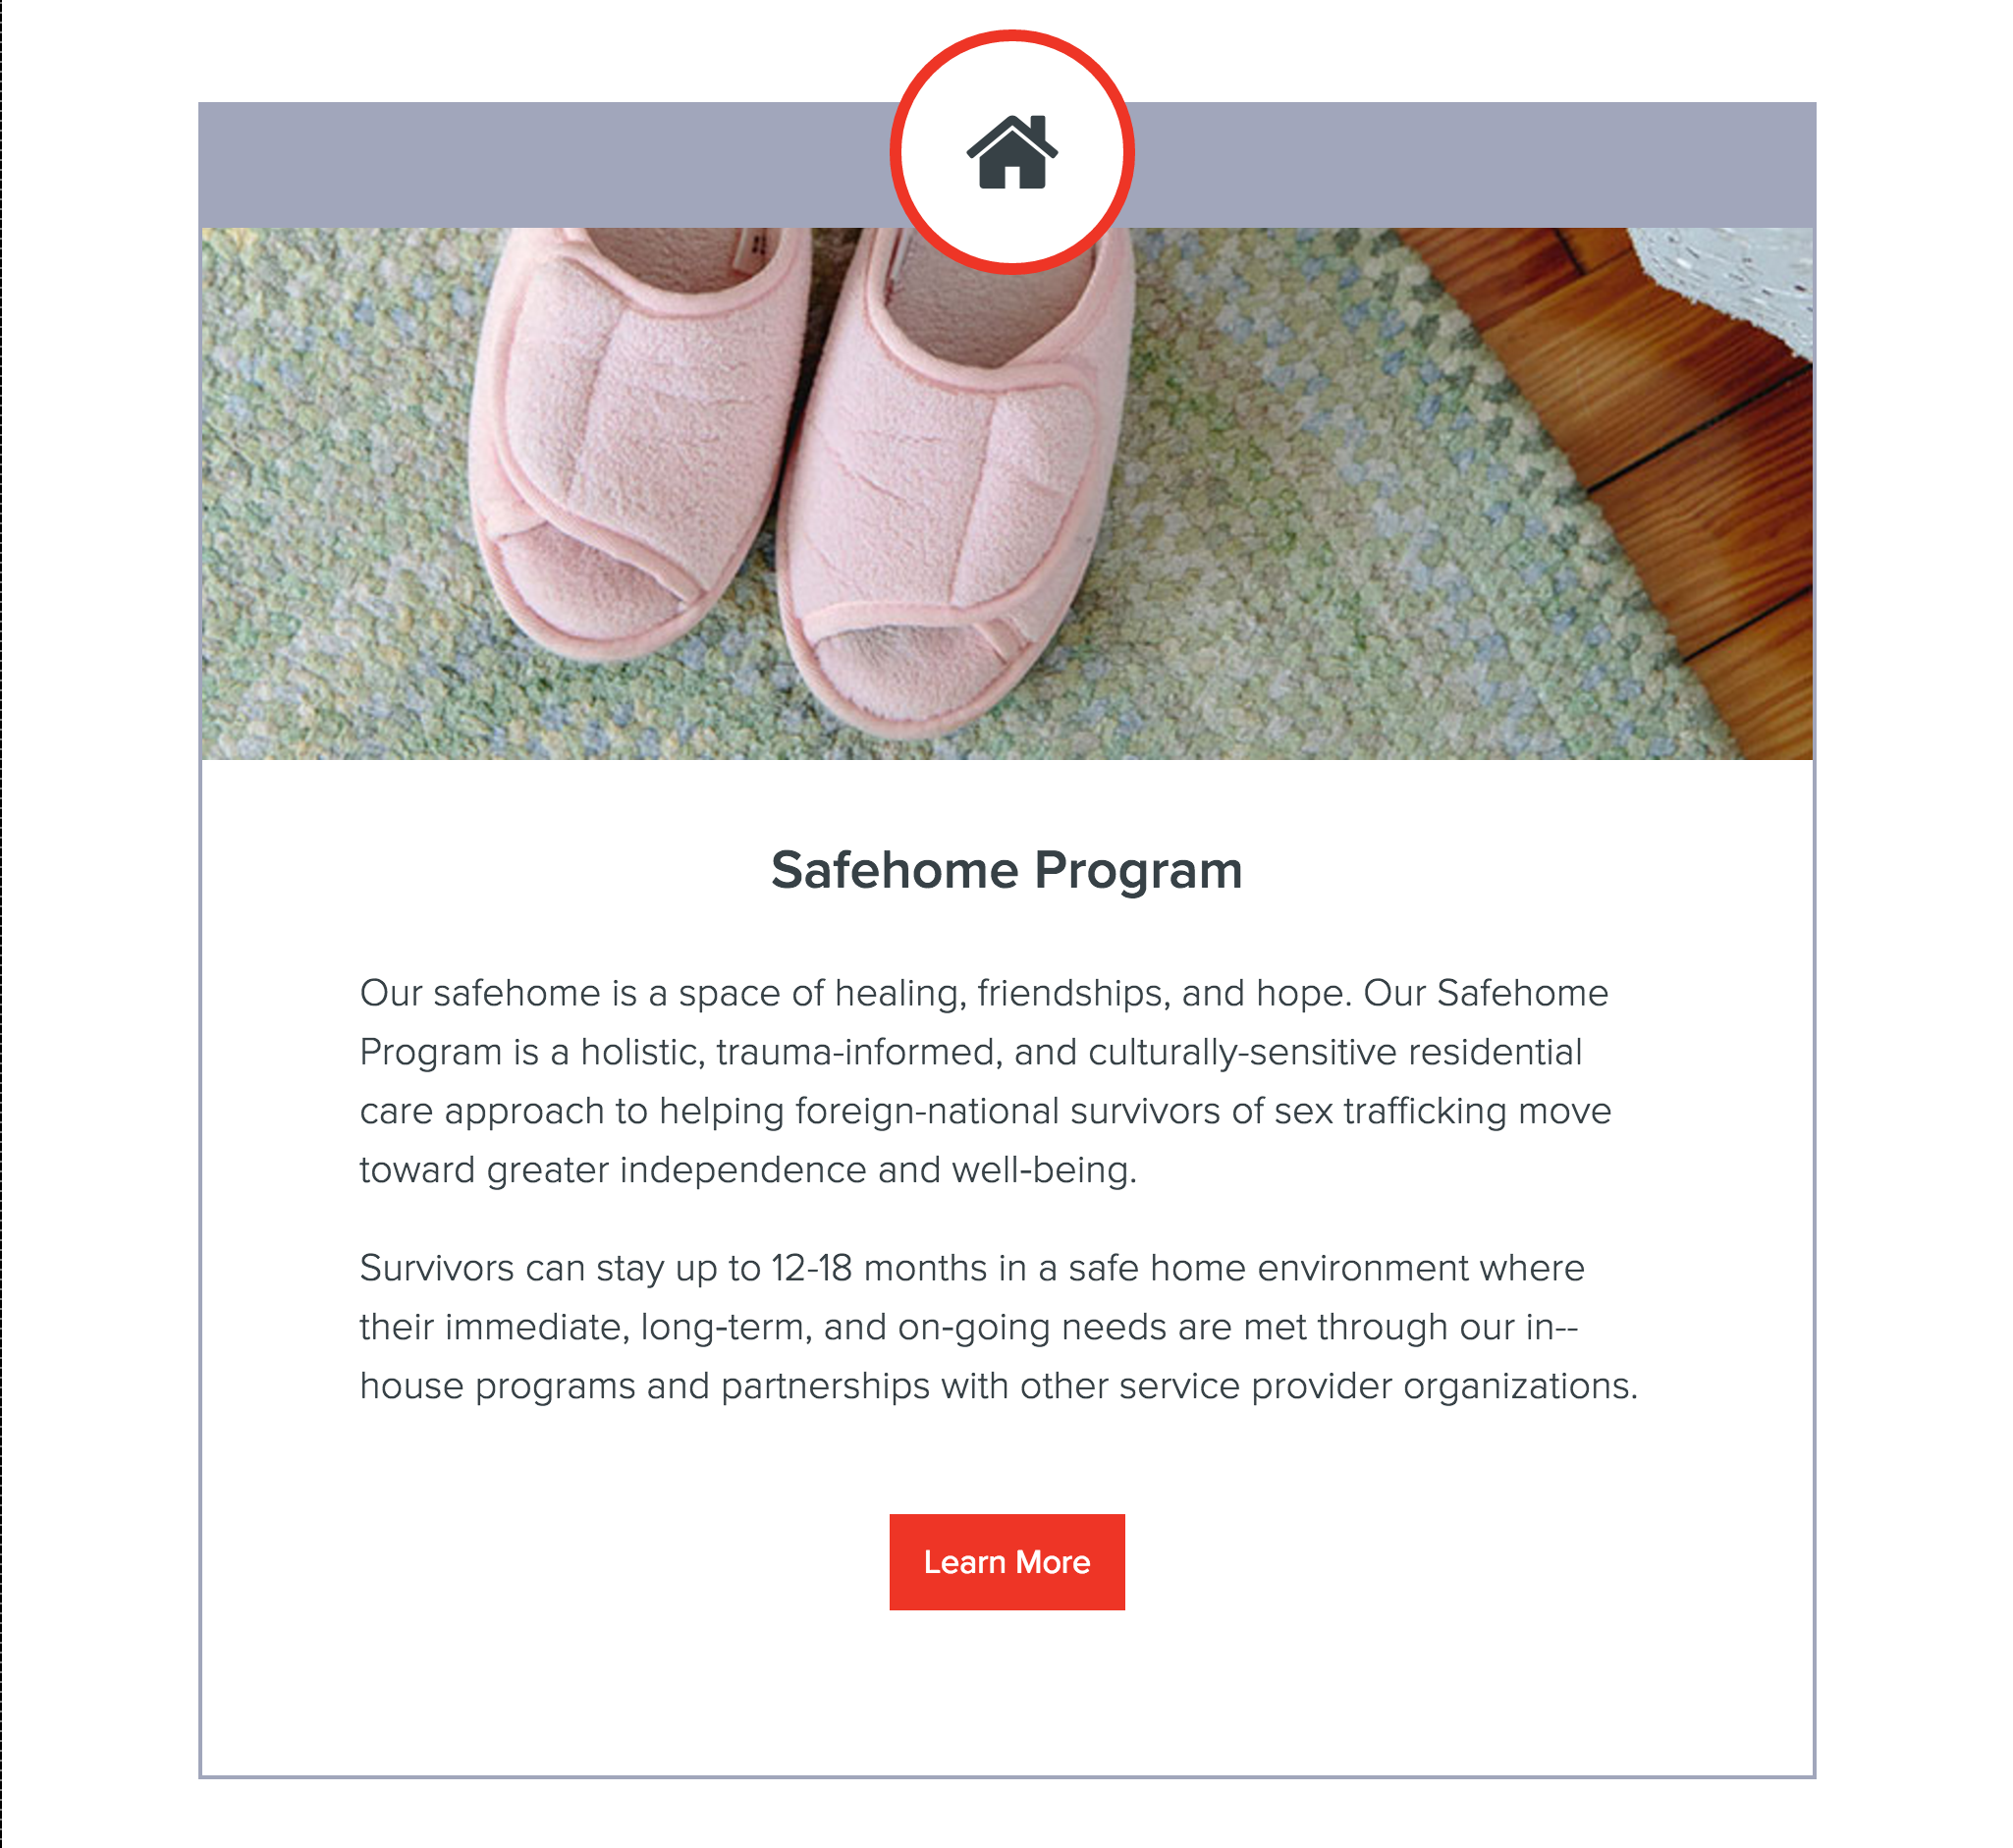 Safehome Program
Our safehome is a space of healing, friendships, and hope. Our Safehome
Program is a holistic, trauma-informed, and culturally-sensitive residential
care approach to helping foreign-national survivors of sex trafficking move
toward greater independence and well-being.
Survivors can stay up to 12-18 months in a safe home environment where
their immediate, long-term, and on-going needs are met through our in--
house programs and partnerships with other service provider organizations.
Learn More